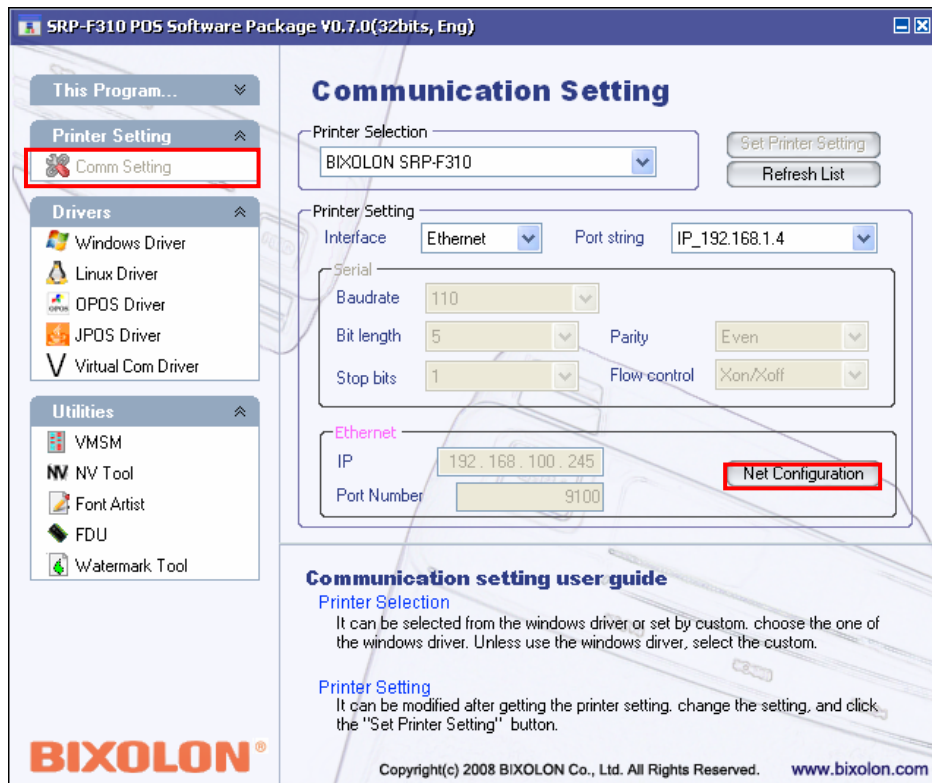 SRP-F310 POS Software Package V0.7.0(32bits, Eng)
This Program...
Printer Setting
Comm Setting
Drivers
Windows Driver
Linux Driver
OPOS OPOS Driver
JPOS Driver
Virtual Com Driver
Utilities
VMSM
NV NV Tool
Font Artist
FDU
Watermark Tool
BIXOLON®
Communication Setting
Printer Selection
BIXOLON SRP-F310
Set Printer Setting
Refresh List
Printer Setting
Interface Ethernet Port string IP_192.168.1.4
Serial
Baudrate 110
Bit length 5 Parity Even
Stop bits 1 Flow control Xon/Xoff
Ethernet
IP 192 . 168 . 100 . 245
Net Configuration
Port Number 9100
Communication setting user guide
Printer Selection
It can be selected from the windows driver or set by custom. choose the one of
the windows driver. Unless use the windows dirver, select the custom.
Printer Setting
It can be modified after getting the printer setting. change the setting, and click
the "Set Printer Setting" button.
Copyright(c) 2008 BIXOLON Co., Ltd. All Rights Reserved. www.bixolon.com